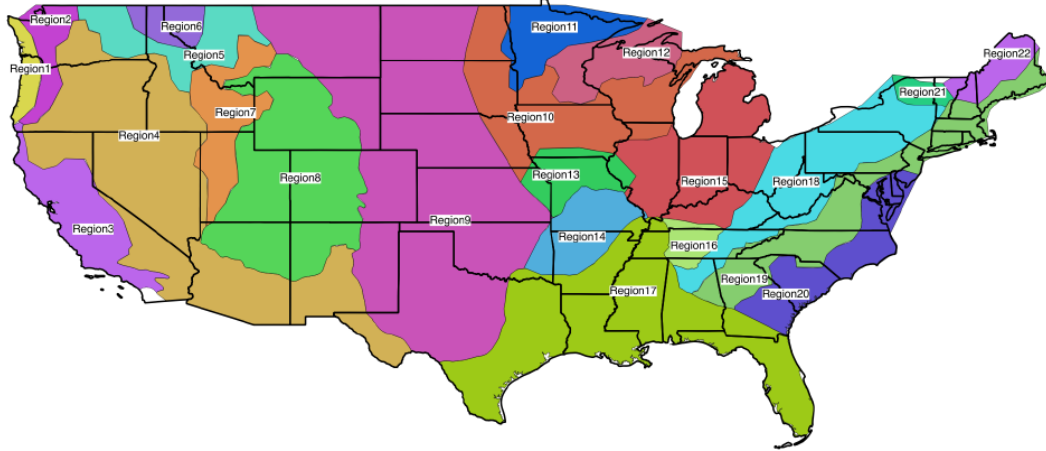 Region2
Region6
Region11
Region12
Region22
Region5
Region1
Region21
Region7
Region10
Region4
Region13
Region8
Region15
Region18
Region3
Region9
Region14
Region16
Region19
Region17
Region20